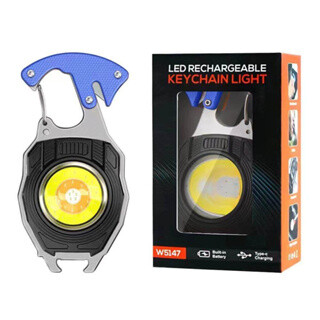 LED RECHARGEABLE
KEYCHAIN LIGHT
W5147
Built-in
Battery
Type-c
Charging